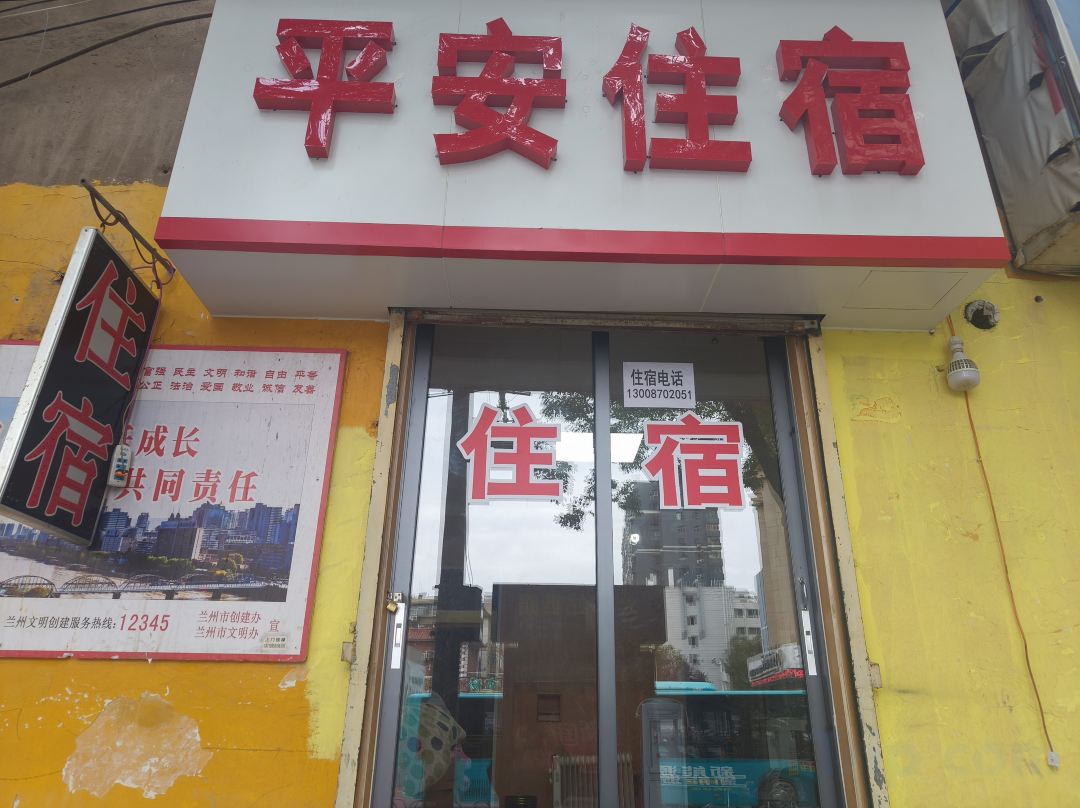 平安住宿
住宿
富强 民主 文明 和谐 自由 平等
公正 法治 爱国 敬业 诚信 友善
成长
共同责任
兰州文明创建服务热线:12345
兰州市创建办
兰州市文明办
宣
住宿电话
13008702051
住宿